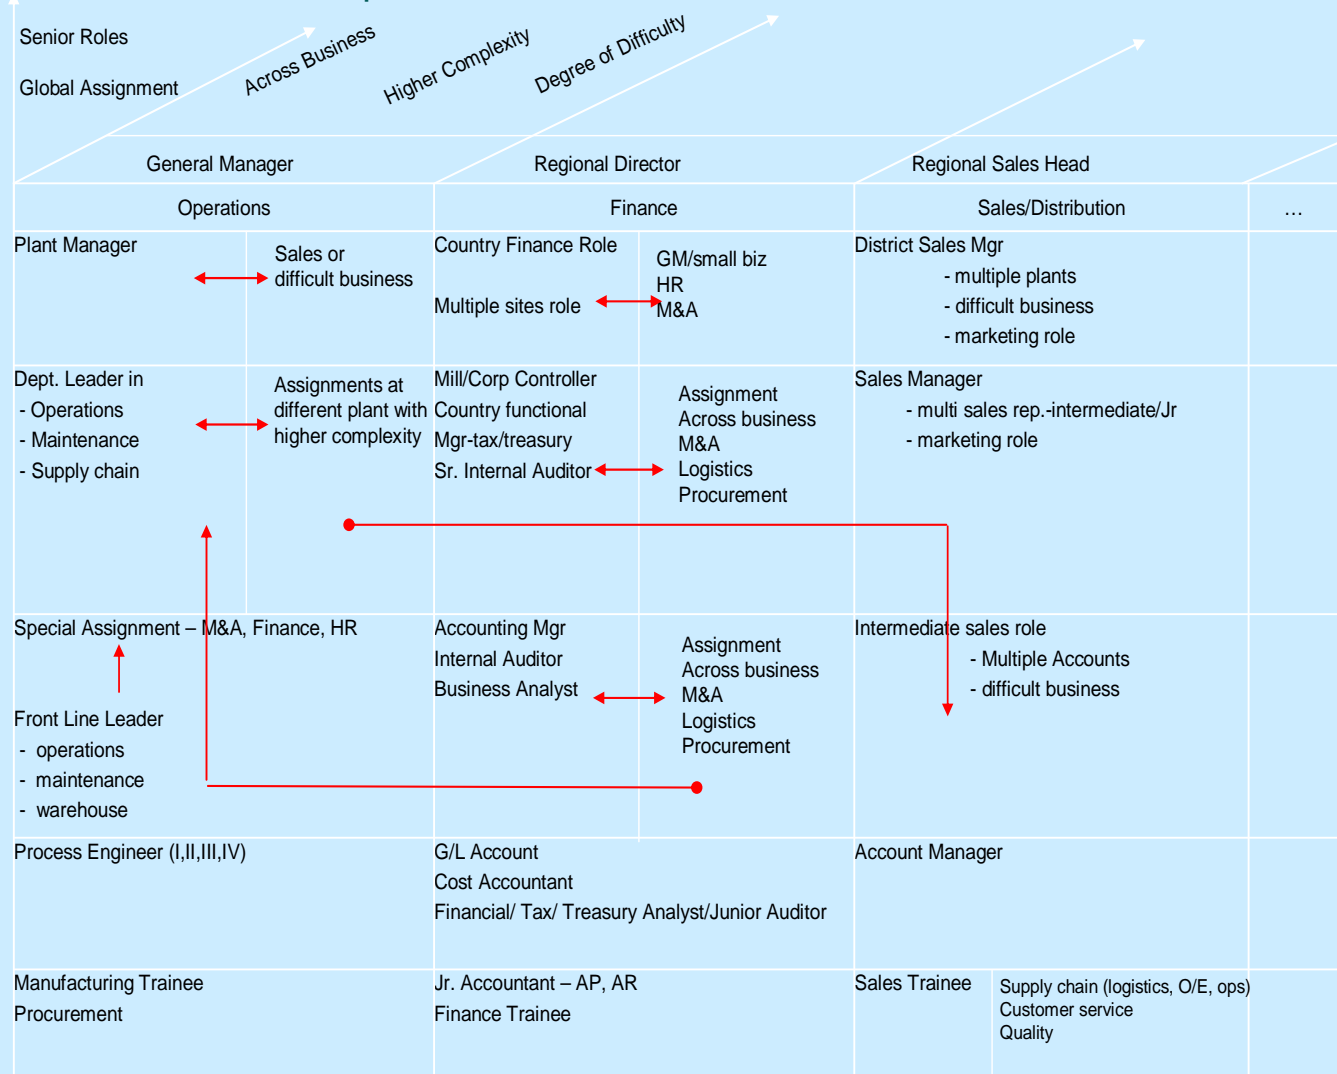 Senior Roles
Global Assignment
Across Business
Higher Complexity
Degree of Difficulty
General Manager
Regional Director
Regional Sales Head
Operations
Finance
Sales/Distribution
…
Plant Manager
Sales or
difficult business
Country Finance Role
Multiple sites role
GM/small biz
HR
M&A
District Sales Mgr
- multiple plants
- difficult business
- marketing role
Dept. Leader in
- Operations
- Maintenance
- Supply chain
Assignments at
different plant with
higher complexity
Mill/Corp Controller
Country functional
Mgr-tax/treasury
Sr. Internal Auditor
Assignment
Across business
M&A
Logistics
Procurement
Sales Manager
- multi sales rep.-intermediate/Jr
- marketing role
Special Assignment – M&A, Finance, HR
Front Line Leader
- operations
- maintenance
- warehouse
Accounting Mgr
Internal Auditor
Business Analyst
Assignment
Across business
M&A
Logistics
Procurement
Intermediate sales role
- Multiple Accounts
- difficult business
Process Engineer (I,II,III,IV)
G/L Account
Cost Accountant
Financial/ Tax/ Treasury Analyst/Junior Auditor
Account Manager
Manufacturing Trainee
Procurement
Jr. Accountant – AP, AR
Finance Trainee
Sales Trainee
Supply chain (logistics, O/E, ops)
Customer service
Quality